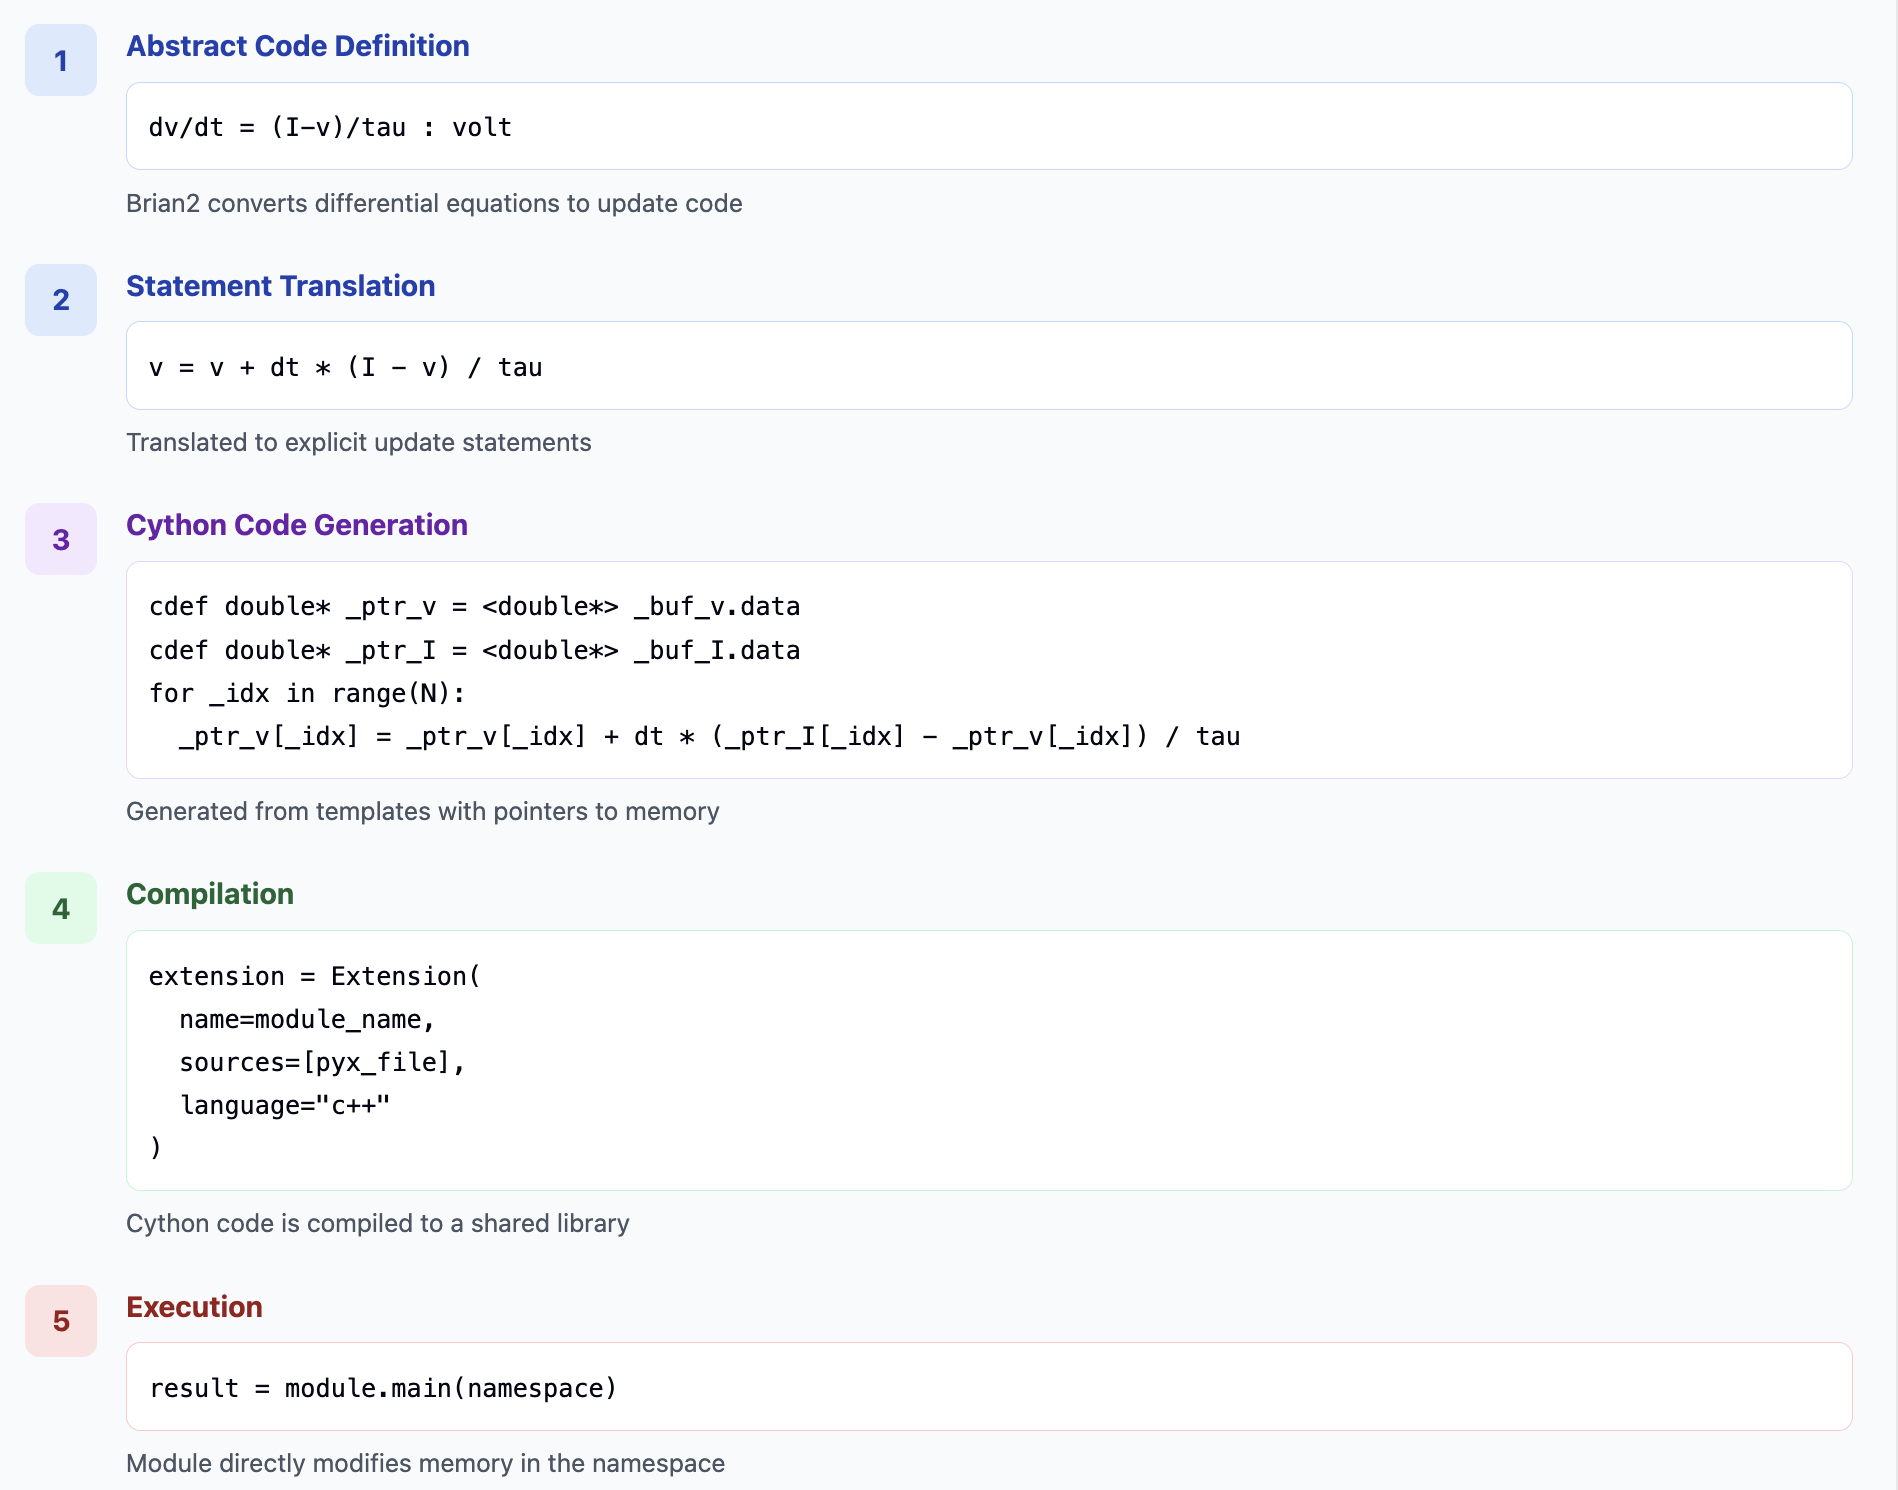 1
Abstract Code Definition
dv/dt = (I-v)/tau : volt
Brian2 converts differential equations to update code
2
Statement Translation
v = v + dt * (I - v) / tau
Translated to explicit update statements
3
Cython Code Generation
cdef double* _ptr_v = <double*> _buf_v.data
cdef double* _ptr_I = <double*> _buf_I.data
for _idx in range(N):
  _ptr_v[_idx] = _ptr_v[_idx] + dt * (_ptr_I[_idx] - _ptr_v[_idx]) / tau
Generated from templates with pointers to memory
4
Compilation
extension = Extension(
  name=module_name,
  sources=[pyx_file],
  language="c++"
)
Cython code is compiled to a shared library
5
Execution
result = module.main(namespace)
Module directly modifies memory in the namespace